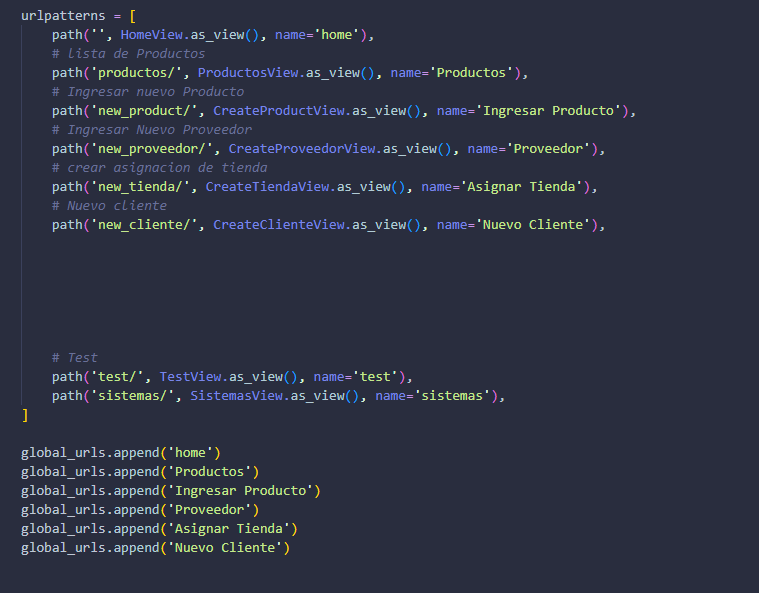 urlpatterns = [
    path('', HomeView.as_view(), name='home'),
    # lista de Productos
    path('productos/', ProductosView.as_view(), name='Productos'),
    # Ingresar nuevo Producto
    path('new_product/', CreateProductView.as_view(), name='Ingresar Producto'),
    # Ingresar Nuevo Proveedor
    path('new_proveedor/', CreateProveedorView.as_view(), name='Proveedor'),
    # crear asignacion de tienda
    path('new_tienda/', CreateTiendaView.as_view(), name='Asignar Tienda'),
    # Nuevo cliente
    path('new_cliente/', CreateClienteView.as_view(), name='Nuevo Cliente'),
    # Test
    path('test/', TestView.as_view(), name='test'),
    path('sistemas/', SistemasView.as_view(), name='sistemas'),
]
global_urls.append('home')
global_urls.append('Productos')
global_urls.append('Ingresar Producto')
global_urls.append('Proveedor')
global_urls.append('Asignar Tienda')
global_urls.append('Nuevo Cliente')